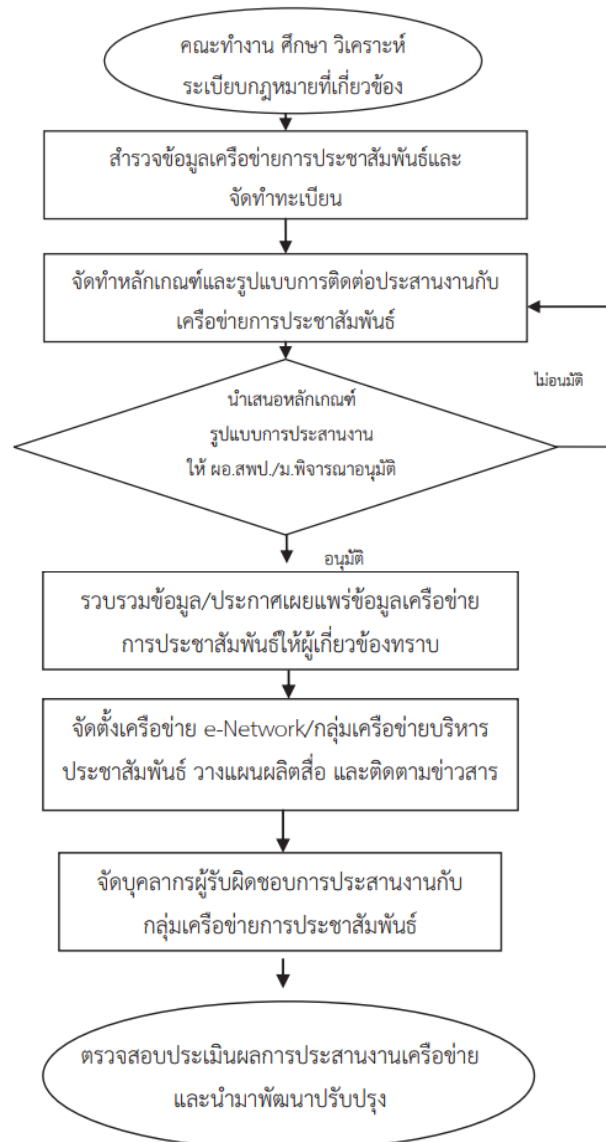 คณะทำงาน ศึกษา วิเคราะห์
ระเบียบกฎหมายที่เกี่ยวข้อง
สำรวจข้อมูลเครือข่ายการประชาสัมพันธ์และ
จัดทำทะเบียน
จัดทำหลักเกณฑ์และรูปแบบการติดต่อประสานงานกับ
เครือข่ายการประชาสัมพันธ์
นำเสนอหลักเกณฑ์
รูปแบบการประสานงาน
ให้ ผอ.สพป./ม.พิจารณาอนุมัติ
ไม่อนมัติ
อนุมัติ
รวบรวมข้อมูล/ประกาศเผยแพร่ข้อมูลเครือข่าย
การประชาสัมพันธ์ให้ผู้เกี่ยวข้องทราบ
จัดตั้งเครือข่าย e-Network/กลุ่มเครือข่ายบริหาร
ประชาสัมพันธ์ วางแผนผลิตสื่อ และติดตามข่าวสาร
จัดบุคลากรผู้รับผิดชอบการประสานงานกับ
กลุ่มเครือข่ายการประชาสัมพันธ์
ตรวจสอบประเมินผลการประสานงานเครือข่าย
และนำมาพัฒนาปรับปรุง